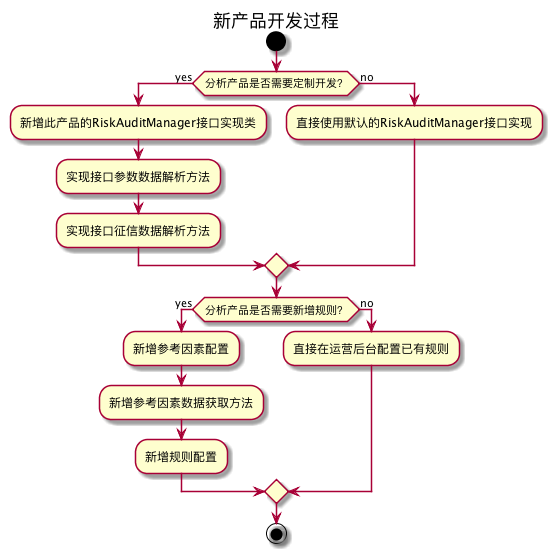 新产品开发过程
分析产品是否需要定制开发?
yes
no
新增此产品的RiskAuditManager接口实现类
直接使用默认的RiskAuditManager接口实现
实现接口参数数据解析方法
实现接口征信数据解析方法
分析产品是否需要新增规则?
yes
no
新增参考因素配置
直接在运营后台配置已有规则
新增参考因素数据获取方法
新增规则配置